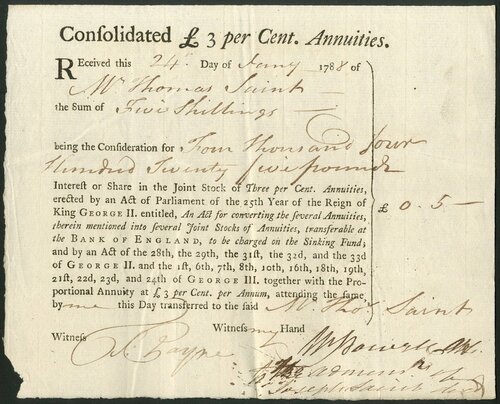 Consolidated £ 3 per Cent. Annuities.
Received this 24 Day of Jany 1788 of
Mr Thomas Saint
the Sum of Five Shillings
being the Consideration for Four Thousand four
Hundred Twenty five pounds
Interest or Share in the Joint Stock of Three per Cent. Annuities,
erected by an Act of Parliament of the 25th Year of the Reign of
King GEORGE II. entitled, An Act for converting the ſeveral Annuities,
therein mentioned into ſeveral Joint Stocks of Annuities, transferable at
the BANK OF ENGLAND, to be charged on the Sinking Fund;
and by an Act of the 28th, the 29th, the 31ſt, the 32d, and the 33d
of GEORGE II. and the 1ſt, 6th, 7th, 8th, 10th, 16th, 18th, 19th,
21ſt, 22d, 23d, and 24th of GEORGE III. together with the Pro-
portional Annuity at £ 3 per Cent. per Annum, attending the same
£ 0. 5 —
by me this Day transferred to the said Mr Thos Saint
Witness my Hand
Witness Payne
the admin of
Joseph Saint